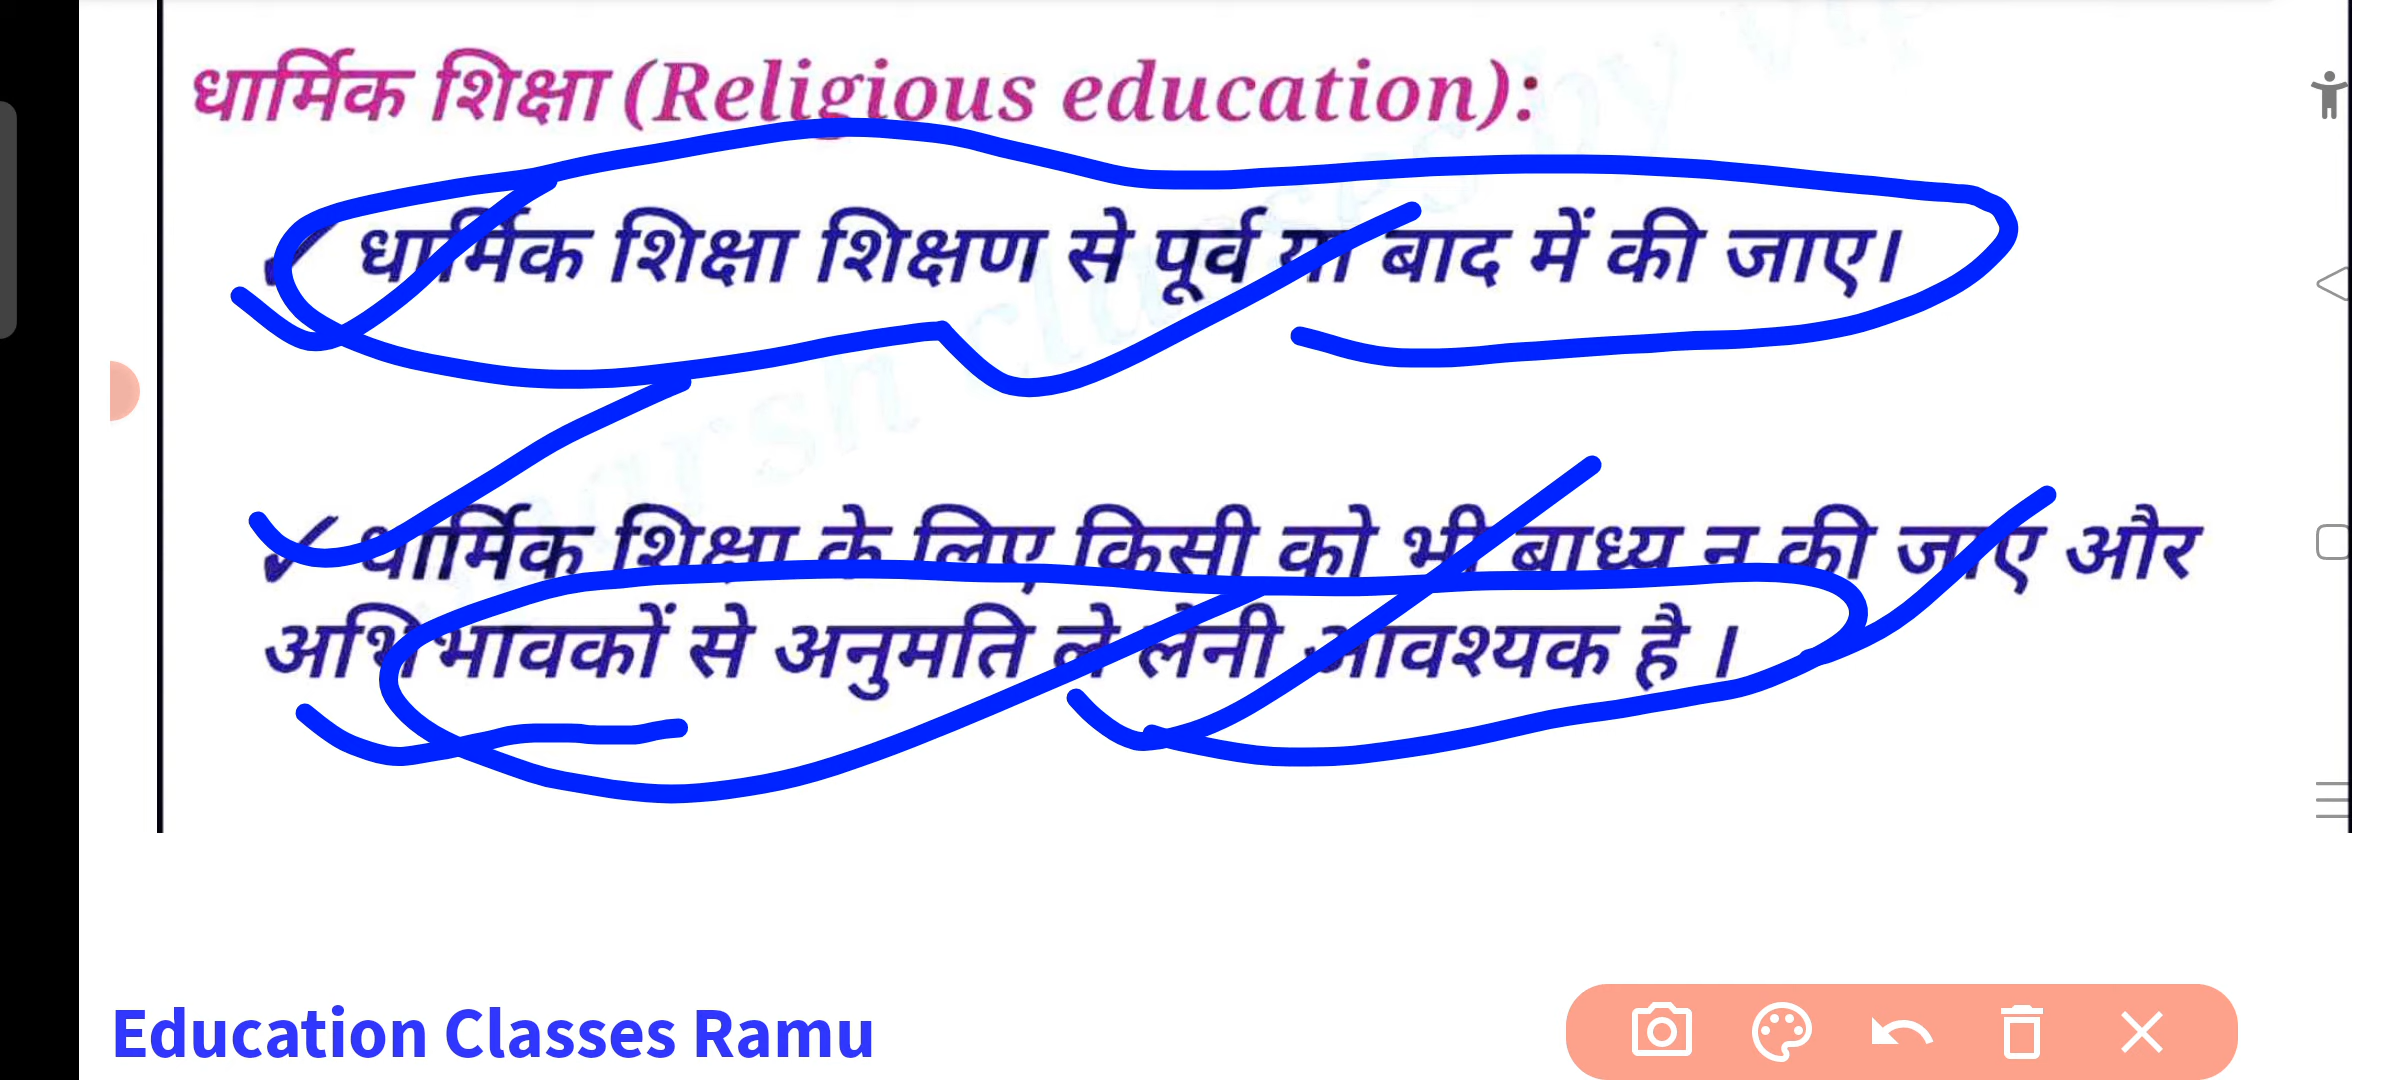 धार्मिक शिक्षा (Religious education):
✓ धार्मिक शिक्षा शिक्षण से पूर्व या बाद में की जाए।
✓ धार्मिक शिक्षा के लिए किसी को भी बाध्य न की जाए और
अभिभावकों से अनुमति ले लेनी आवश्यक है ।
Education Classes Ramu